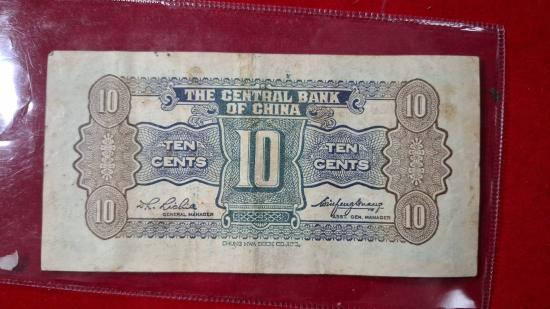 10 10
THE CENTRAL BANK
OF CHINA
TEN 10 TEN
CENTS CENTS
GENERAL MANAGER ASST. GEN. MANAGER
10 10
CHUNG HWA BOOK CO. LTD.